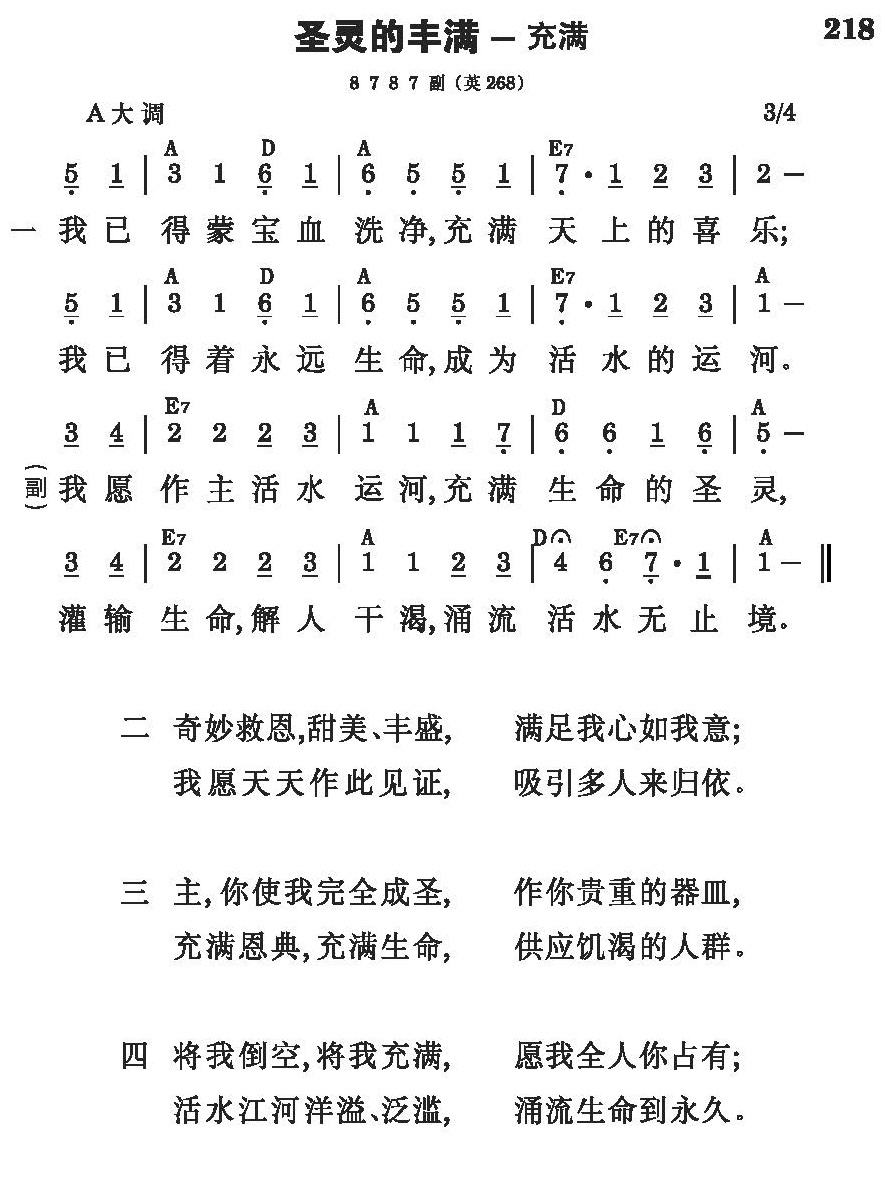 圣灵的丰满 — 充满
218
8 7 8 7 副（英268）
A大调 3/4
A D A E7
5 1 | 3 1 6 1 | 6 5 5 1 | 7 · 1 2 3 | 2 —
一 我已 得蒙宝血 洗净,充满 天上的喜 乐;
A D A E7 A
5 1 | 3 1 6 1 | 6 5 5 1 | 7 · 1 2 3 | 1 —
我已 得着永远 生命,成为 活水的运 河。
E7 A D A
3 4 | 2 2 2 3 | 1 1 1 7 | 6 6 1 6 | 5 —
(副) 我愿 作主活水 运河,充满 生命的圣 灵,
E7 A D E7 A
3 4 | 2 2 2 3 | 1 1 2 3 | 4 6 7 · 1 | 1 — ‖
灌输 生命,解人 干渴,涌流 活水无止 境。
二 奇妙救恩,甜美、丰盛, 满足我心如我意;
我愿天天作此见证, 吸引多人来归依。
三 主,你使我完全成圣, 作你贵重的器皿,
充满恩典,充满生命, 供应饥渴的人群。
四 将我倒空,将我充满, 愿我全人你占有;
活水江河洋溢、泛滥, 涌流生命到永久。